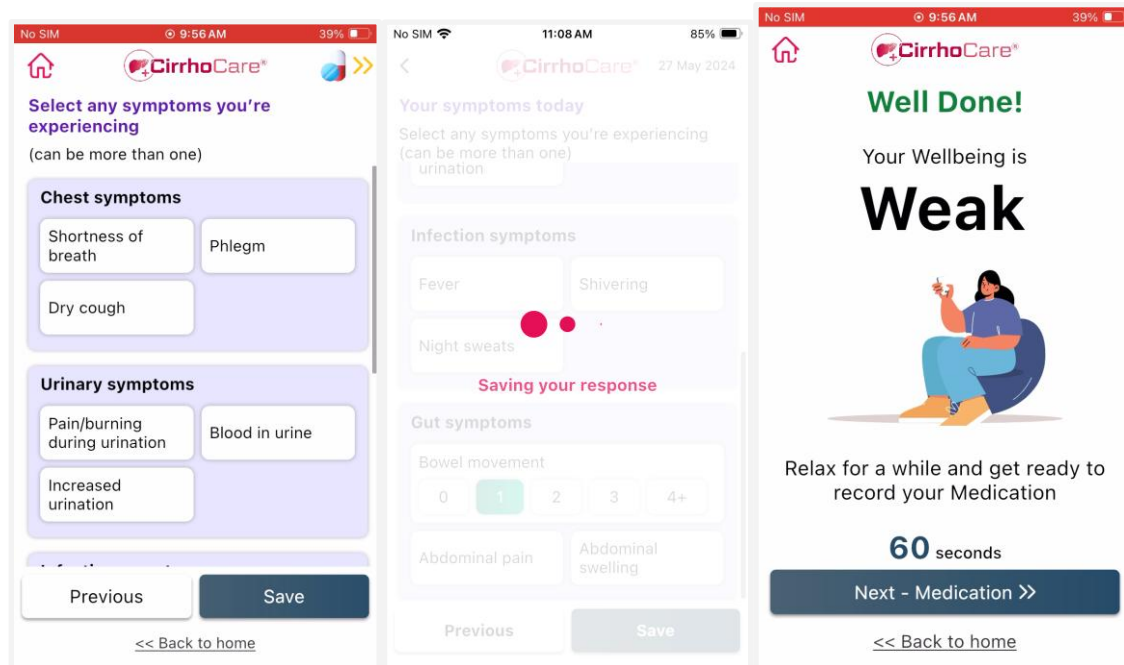 No SIM 9:56 AM 39%
CirrhoCare®
Select any symptoms you're
experiencing
(can be more than one)
Chest symptoms
Shortness of
breath
Phlegm
Dry cough
Urinary symptoms
Pain/burning
during urination
Blood in urine
Increased
urination
Previous
Save
<< Back to home
No SIM 11:08 AM 85%
CirrhoCare® 27 May 2024
Your symptoms today
Select any symptoms you're experiencing
(can be more than one)
urination
Infection symptoms
Fever
Shivering
Night sweats
Saving your response
Gut symptoms
Bowel movement
0 1 2 3 4+
Abdominal pain
Abdominal
swelling
Previous
Save
No SIM 9:56 AM 39%
CirrhoCare®
Well Done!
Your Wellbeing is
Weak
Relax for a while and get ready to
record your Medication
60 seconds
Next - Medication >>
<< Back to home